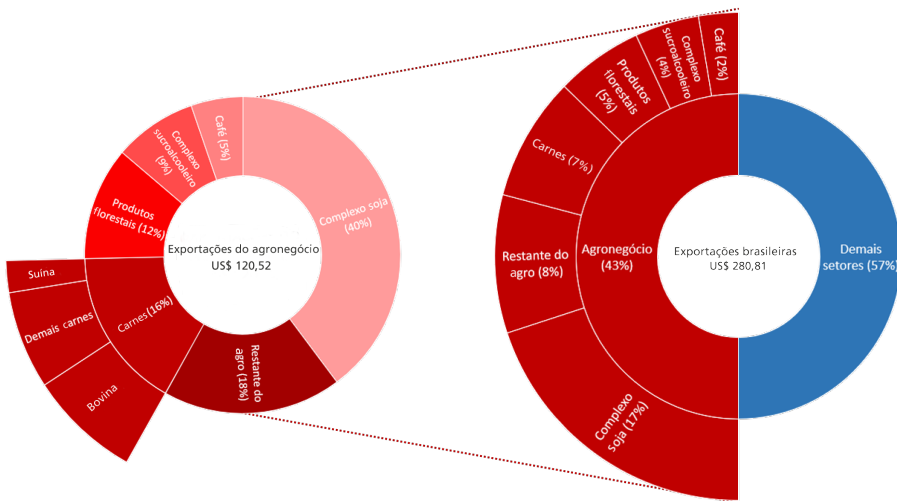 Café (5%)
Complexo
sucroalcooleiro
(9%)
Produtos
florestais (12%)
Complexo soja
(40%)
Exportações do agronegócio
US$ 120,52
Suína
Demais carnes
Bovina
Carnes (16%)
Restante do
agro (18%)
Café (2%)
Complexo
sucroalcooleiro
(4%)
Produtos
florestais
(5%)
Carnes (7%)
Restante do
agro (8%)
Agronegócio
(43%)
Exportações brasileiras
US$ 280,81
Demais
setores (57%)
Complexo
soja (17%)